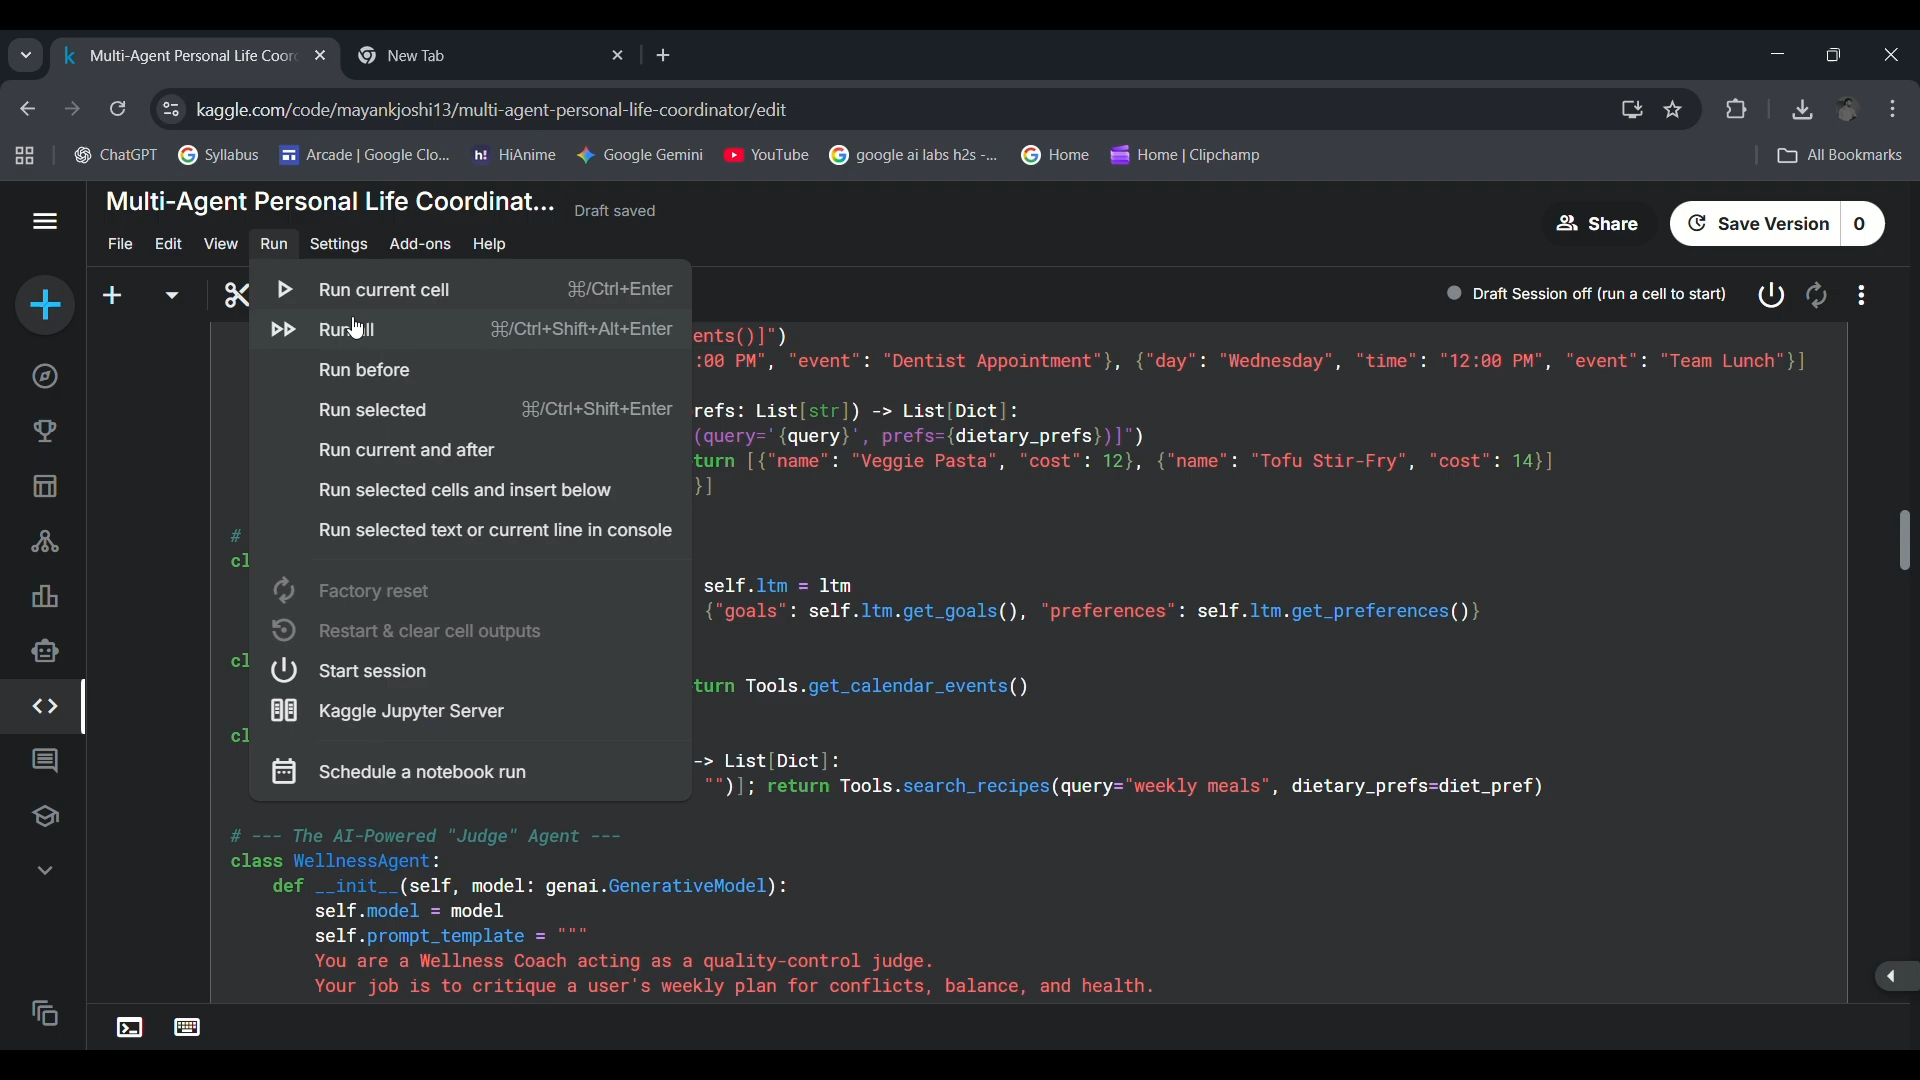 Multi-Agent Personal Life Coor
New Tab
kaggle.com/code/mayankjoshi13/multi-agent-personal-life-coordinator/edit
ChatGPT Syllabus Arcade | Google Clo... h! HiAnime Google Gemini YouTube google ai labs h2s -... Home Home | Clipchamp All Bookmarks
Multi-Agent Personal Life Coordinat... Draft saved
Share Save Version 0
File Edit View Run Settings Add-ons Help
Draft Session off (run a cell to start)
Run current cell ⌘/Ctrl+Enter
⌘/Ctrl+Shift+Alt+Enter
Run before
Run selected ⌘/Ctrl+Shift+Enter
Run current and after
Run selected cells and insert below
Run selected text or current line in console
Factory reset
Restart & clear cell outputs
Start session
Kaggle Jupyter Server
Schedule a notebook run
ents()]")
:00 PM", "event": "Dentist Appointment"}, {"day": "Wednesday", "time": "12:00 PM", "event": "Team Lunch"}]
refs: List[str]) -> List[Dict]:
(query='{query}', prefs={dietary_prefs})]")
turn [{"name": "Veggie Pasta", "cost": 12}, {"name": "Tofu Stir-Fry", "cost": 14}]
}]
#
cl
self.ltm = ltm
{"goals": self.ltm.get_goals(), "preferences": self.ltm.get_preferences()}
cl
turn Tools.get_calendar_events()
cl
-> List[Dict]:
"")]; return Tools.search_recipes(query="weekly meals", dietary_prefs=diet_pref)
# --- The AI-Powered "Judge" Agent ---
class WellnessAgent:
def __init__(self, model: genai.GenerativeModel):
self.model = model
self.prompt_template = """
You are a Wellness Coach acting as a quality-control judge.
Your job is to critique a user's weekly plan for conflicts, balance, and health.